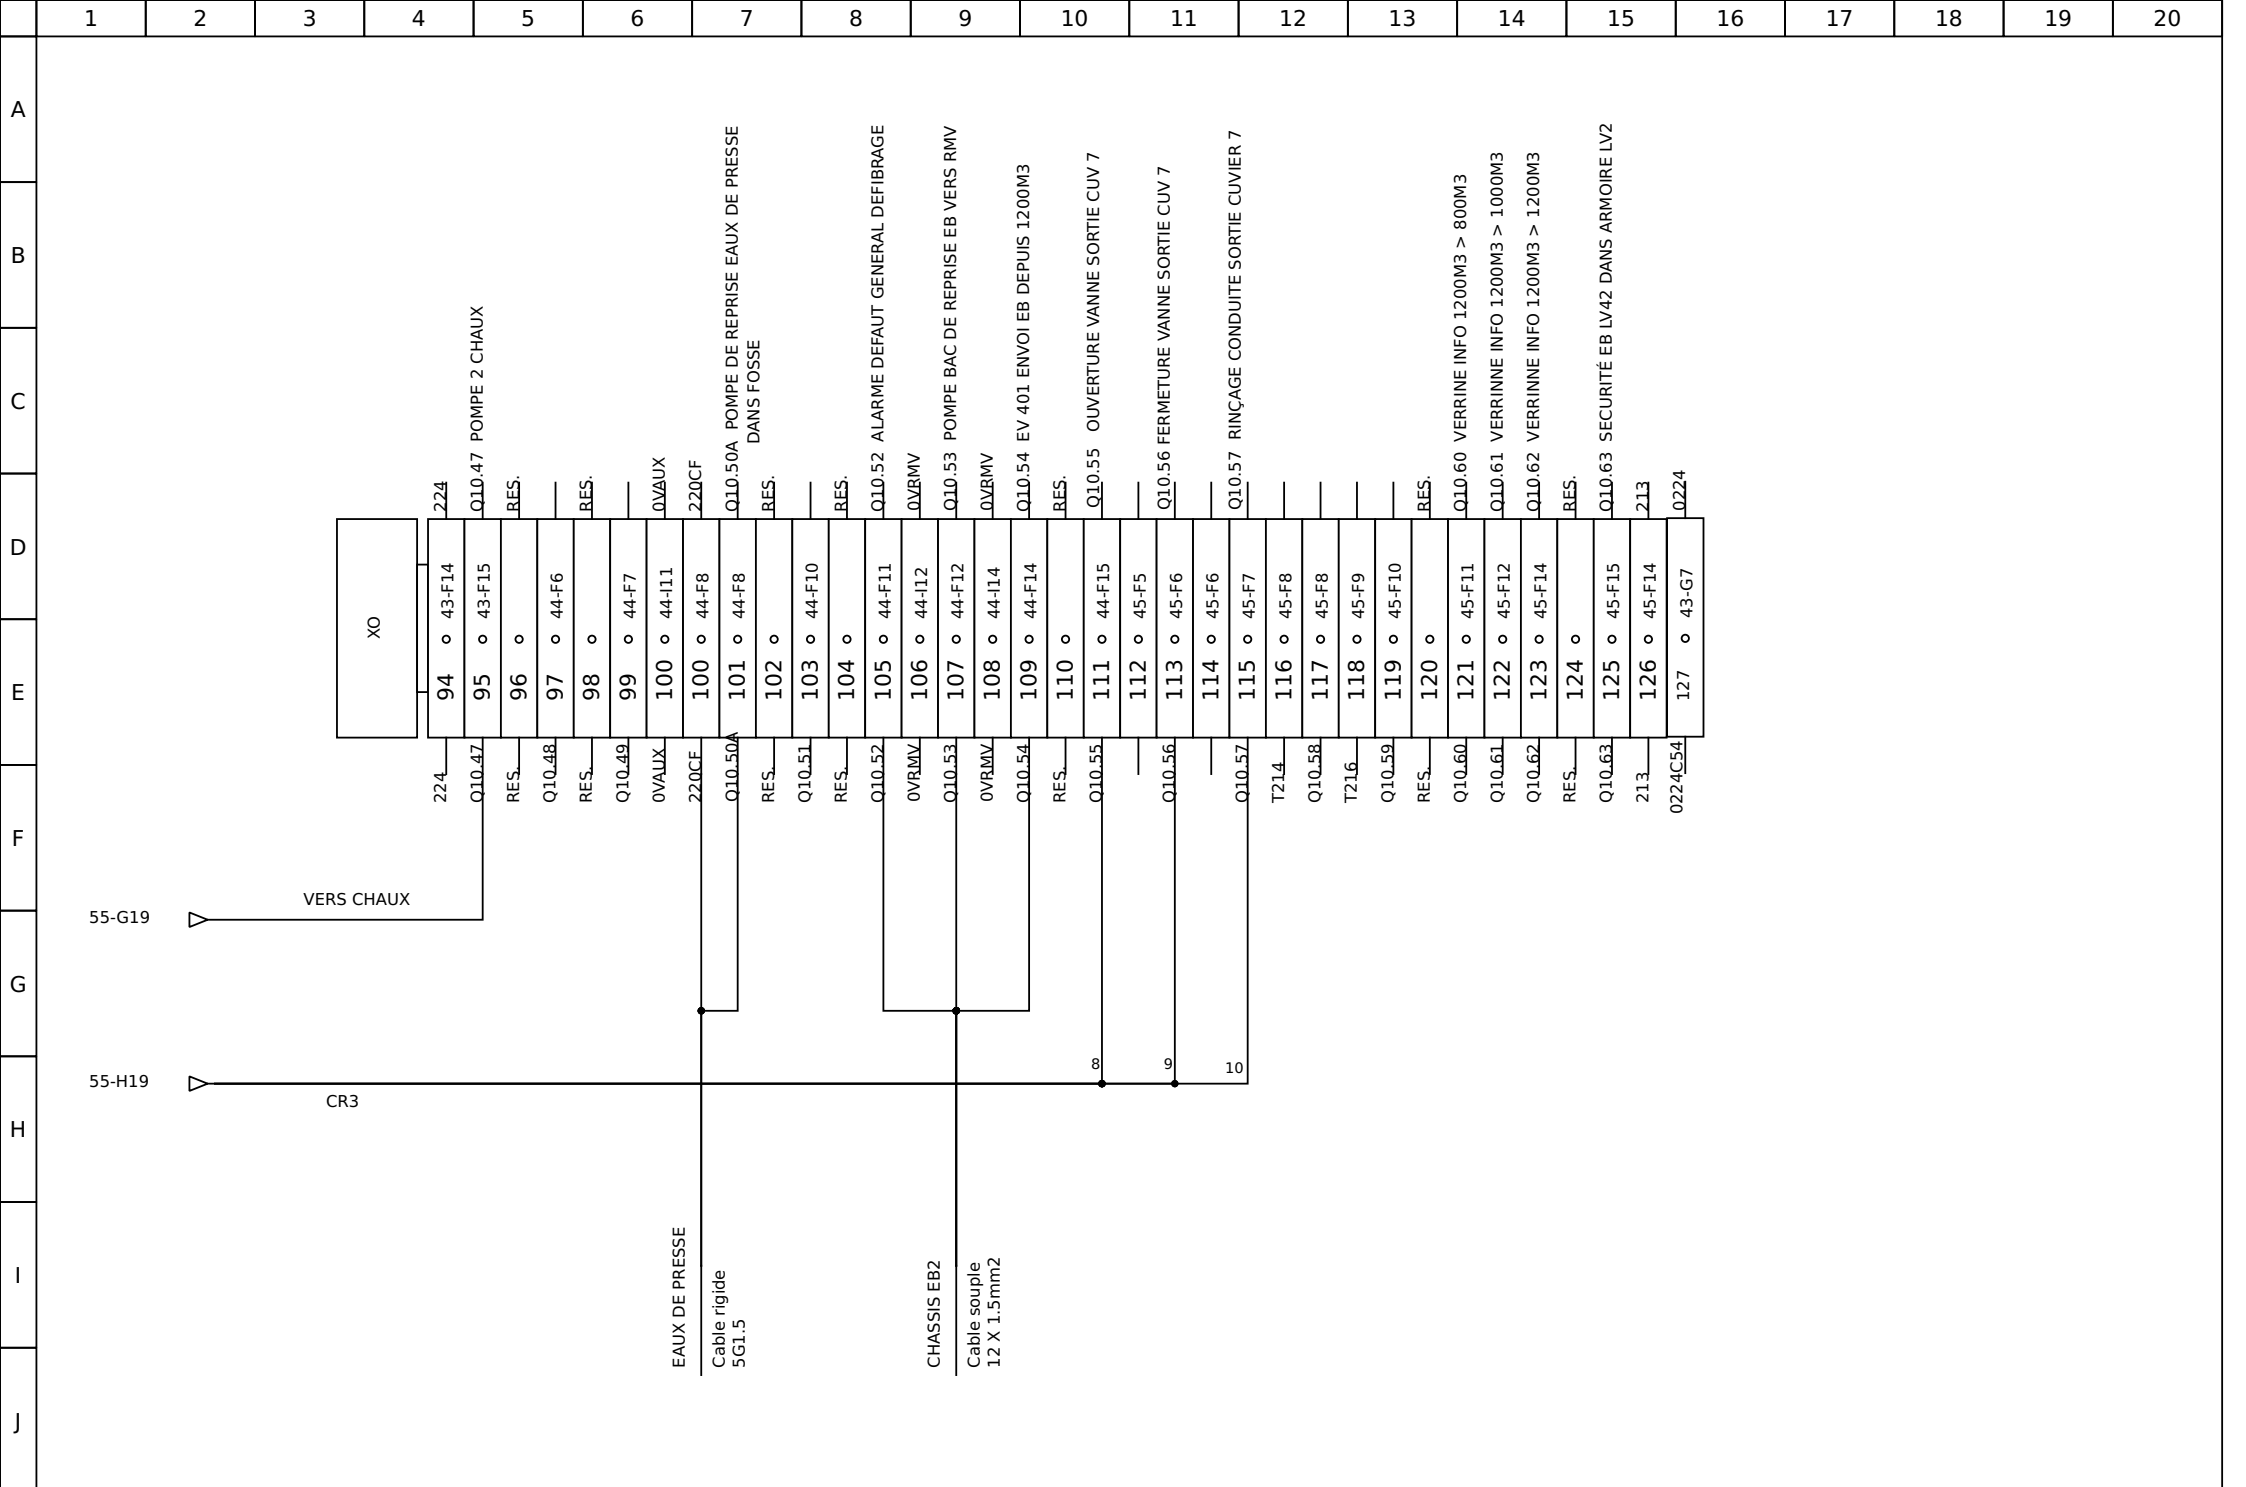 1 2 3 4 5 6 7 8 9 10 11 12 13 14 15 16 17 18 19 20
A
B
C
D
E
F
G
H
I
J
224
Q10.47 POMPE 2 CHAUX
RES.
RES.
0VAUX
220CF
Q10.50A POMPE DE REPRISE EAUX DE PRESSE
DANS FOSSE
RES.
RES.
Q10.52 ALARME DEFAUT GENERAL DEFIBRAGE
0VRMV
Q10.53 POMPE BAC DE REPRISE EB VERS RMV
0VRMV
Q10.54 EV 401 ENVOI EB DEPUIS 1200M3
RES.
Q10.55 OUVERTURE VANNE SORTIE CUV 7
Q10.56 FERMETURE VANNE SORTIE CUV 7
Q10.57 RINÇAGE CONDUITE SORTIE CUVIER 7
RES.
Q10.60 VERRINE INFO 1200M3 > 800M3
Q10.61 VERRINNE INFO 1200M3 > 1000M3
Q10.62 VERRINNE INFO 1200M3 > 1200M3
RES.
Q10.63 SECURITÉ EB LV42 DANS ARMOIRE LV2
213
0224
XO
94 43-F14
95 43-F15
96
97 44-F6
98
99 44-F7
100 44-I11
100 44-F8
101 44-F8
102
103 44-F10
104
105 44-F11
106 44-I12
107 44-F12
108 44-I14
109 44-F14
110
111 44-F15
112 45-F5
113 45-F6
114 45-F6
115 45-F7
116 45-F8
117 45-F8
118 45-F9
119 45-F10
120
121 45-F11
122 45-F12
123 45-F14
124
125 45-F15
126 45-F14
127 43-G7
224
Q10.47
RES.
Q10.48
RES.
Q10.49
0VAUX
220CF
Q10.50A
RES.
Q10.51
RES.
Q10.52
0VRMV
Q10.53
0VRMV
Q10.54
RES.
Q10.55
Q10.56
Q10.57
T214
Q10.58
T216
Q10.59
RES.
Q10.60
Q10.61
Q10.62
RES.
Q10.63
213
0224C54
VERS CHAUX
55-G19
8
9
10
55-H19
CR3
EAUX DE PRESSE
Cable rigide
5G1.5
CHASSIS EB2
Cable souple
12 X 1.5mm2